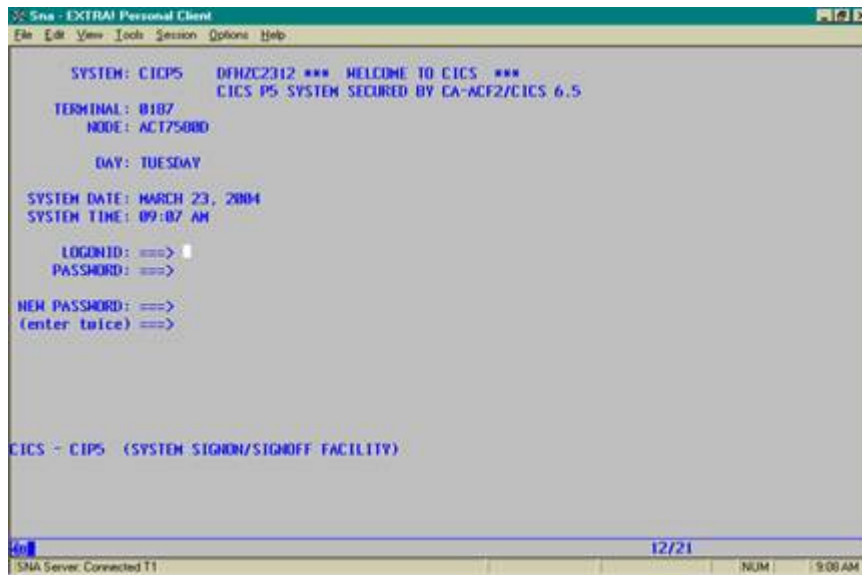 Sna - EXTRA! Personal Client
File Edit View Tools Session Options Help
SYSTEM: CICP5 DFHZC2312 *** WELCOME TO CICS ***
CICS P5 SYSTEM SECURED BY CA-ACF2/CICS 6.5
TERMINAL: 0187
NODE: ACT7500D
DAY: TUESDAY
SYSTEM DATE: MARCH 23, 2004
SYSTEM TIME: 09:07 AM
LOGONID: ===>
PASSWORD: ===>
NEW PASSWORD: ===>
(enter twice) ===>
CICS - CIP5 (SYSTEM SIGNON/SIGNOFF FACILITY)
12/21
SNA Server: Connected T1 NUM 9:08 AM